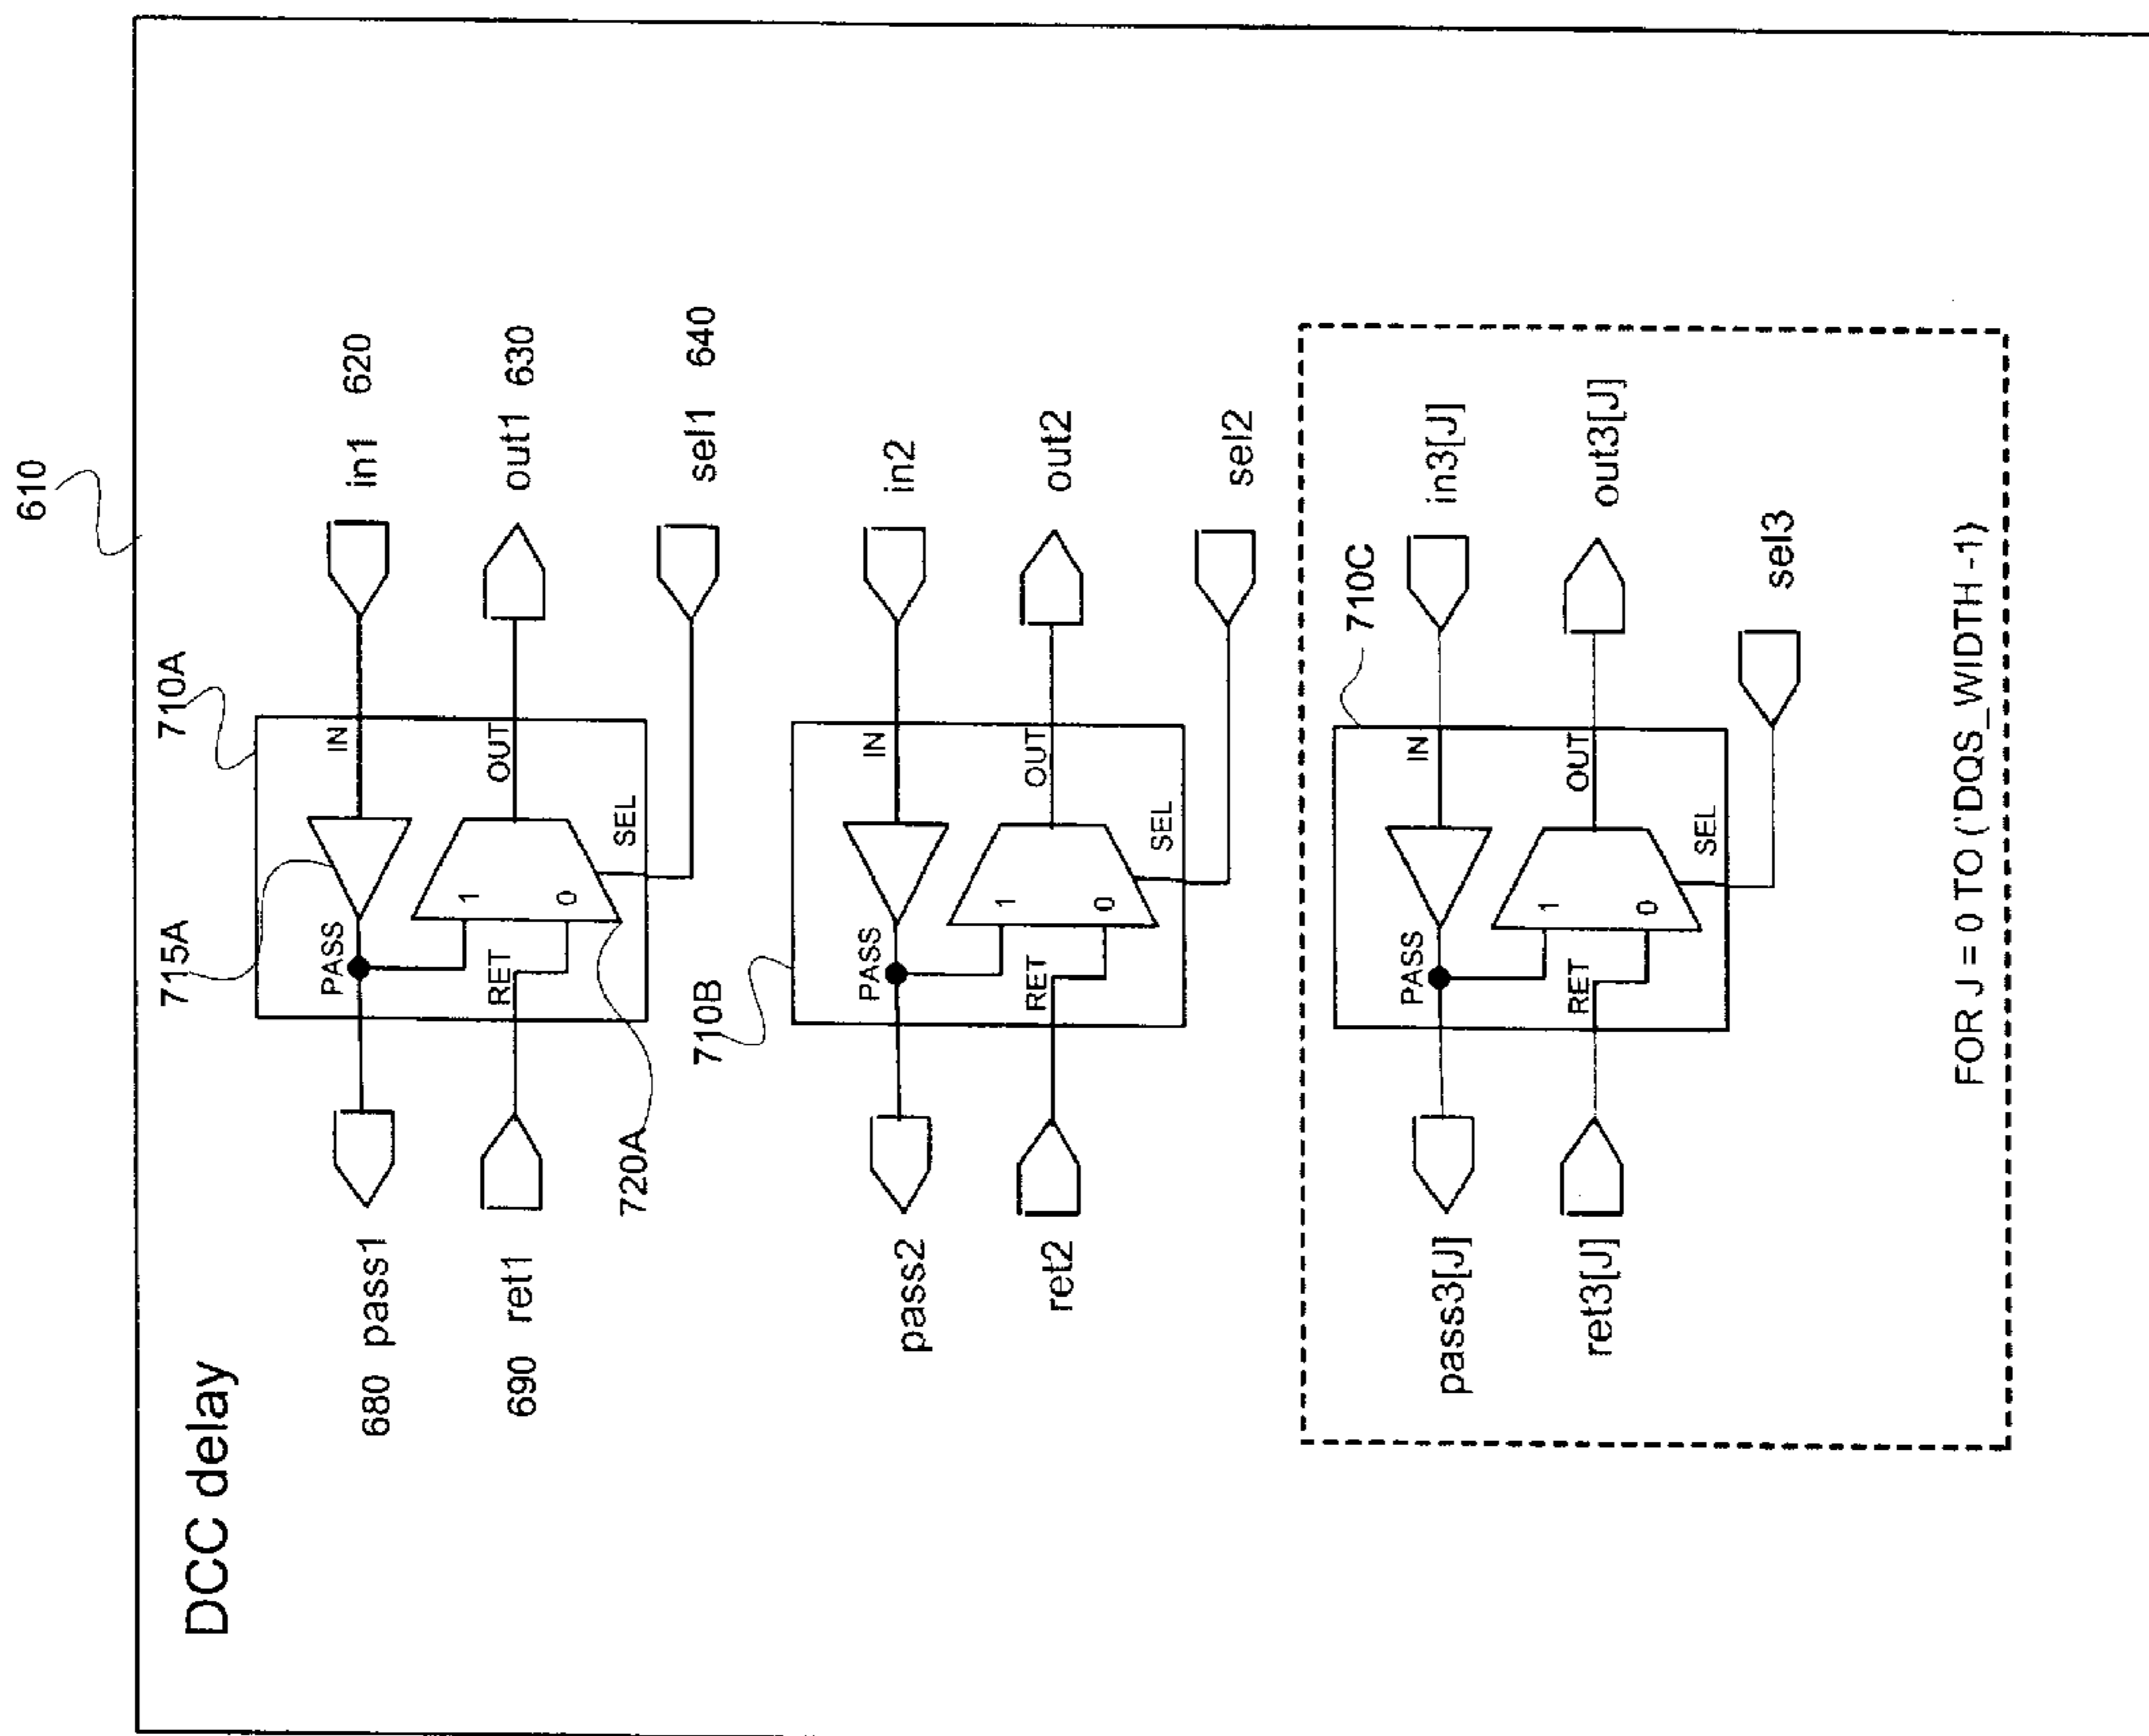 610
DCC delay
710A
715A
680 pass1
PASS
IN
in1 620
690 ret1
RET
1
0
OUT
out1 630
SEL
sel1 640
720A
710B
pass2
PASS
IN
in2
ret2
RET
1
0
OUT
out2
SEL
sel2
710C
pass3[J]
PASS
IN
in3[J]
ret3[J]
RET
1
0
OUT
out3[J]
SEL
sel3
FOR J = 0 TO (`DQS_WIDTH-1)